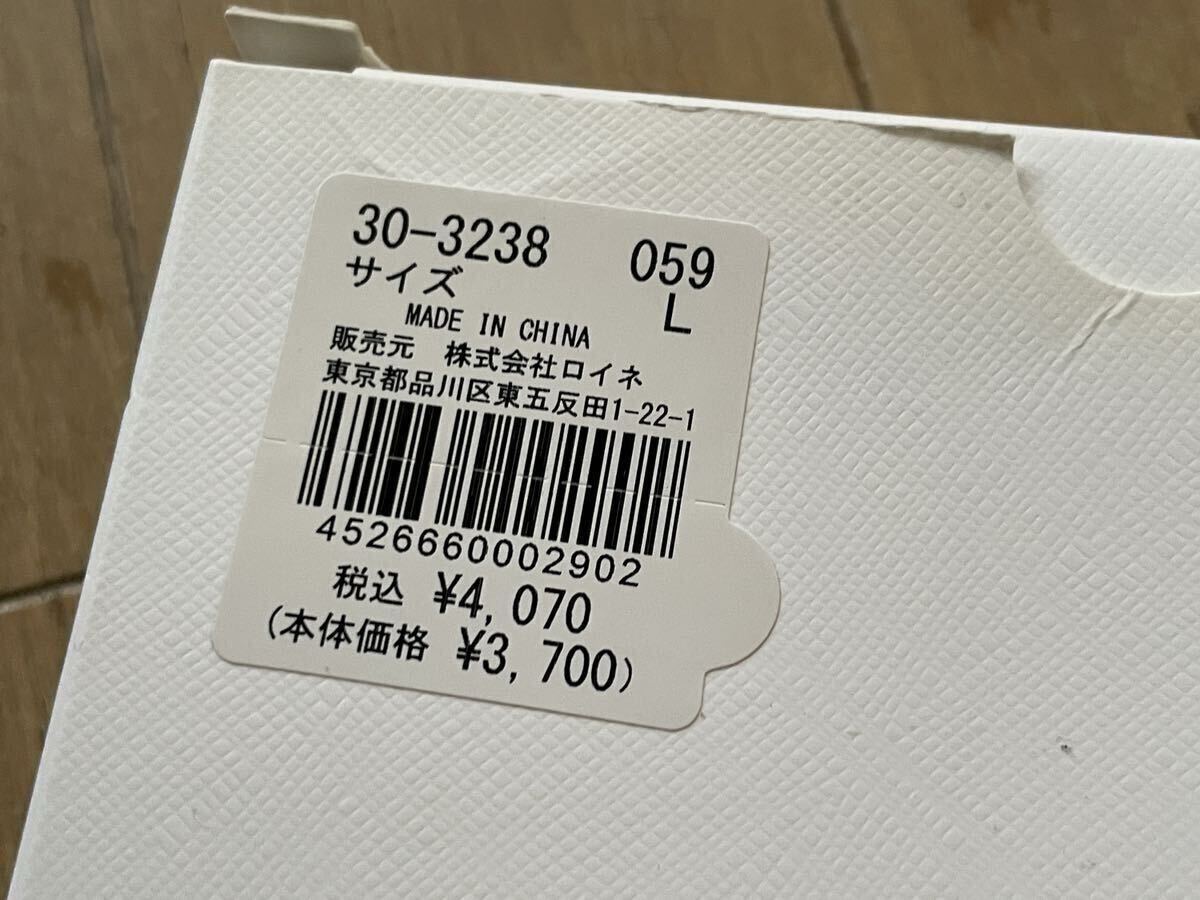 30-3238 059
サイズ L
MADE IN CHINA
販売元 株式会社ロイネ
東京都品川区東五反田1-22-1
4526660002902
税込 ¥4,070
(本体価格 ¥3,700)